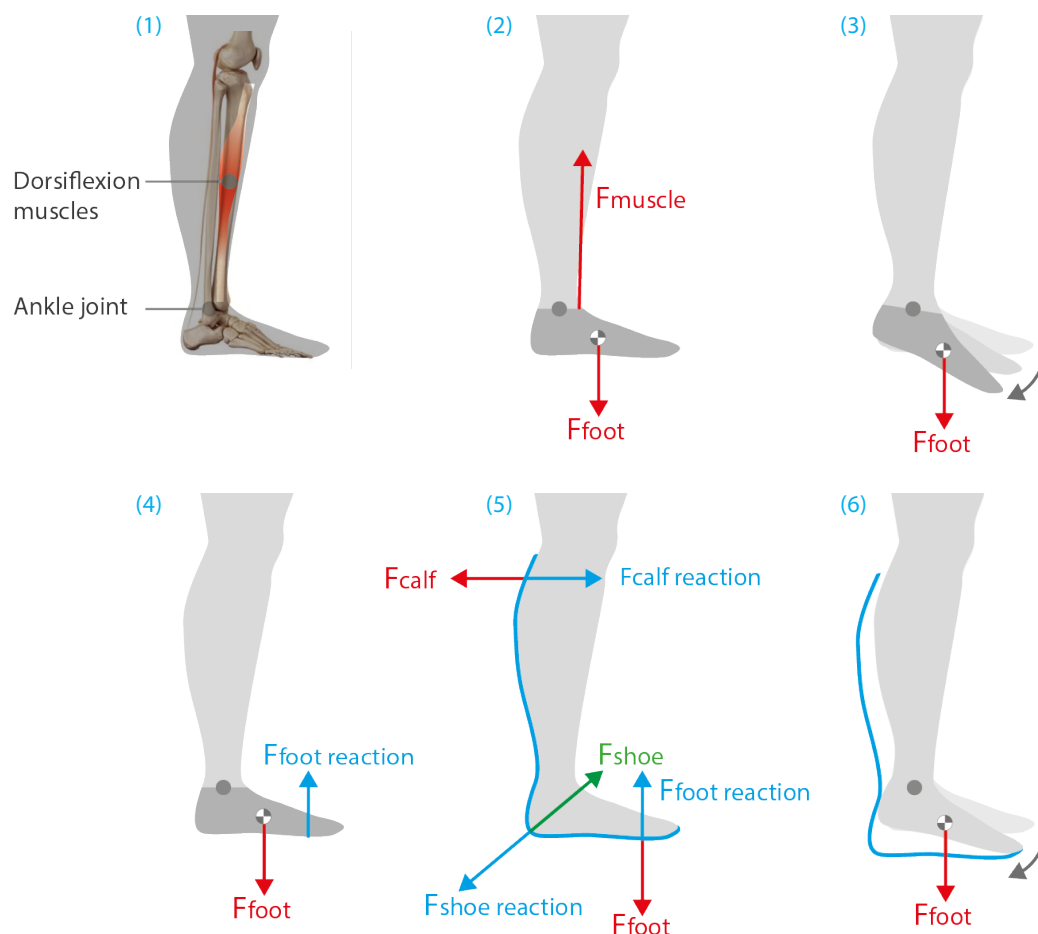 (1)
(2)
(3)
Dorsiflexion
muscles
Fmuscle
Ankle joint
Ffoot
Ffoot
(4)
(5)
(6)
Fcalf
Fcalf reaction
Ffoot reaction
Fshoe
Ffoot reaction
Ffoot
Fshoe reaction
Ffoot
Ffoot